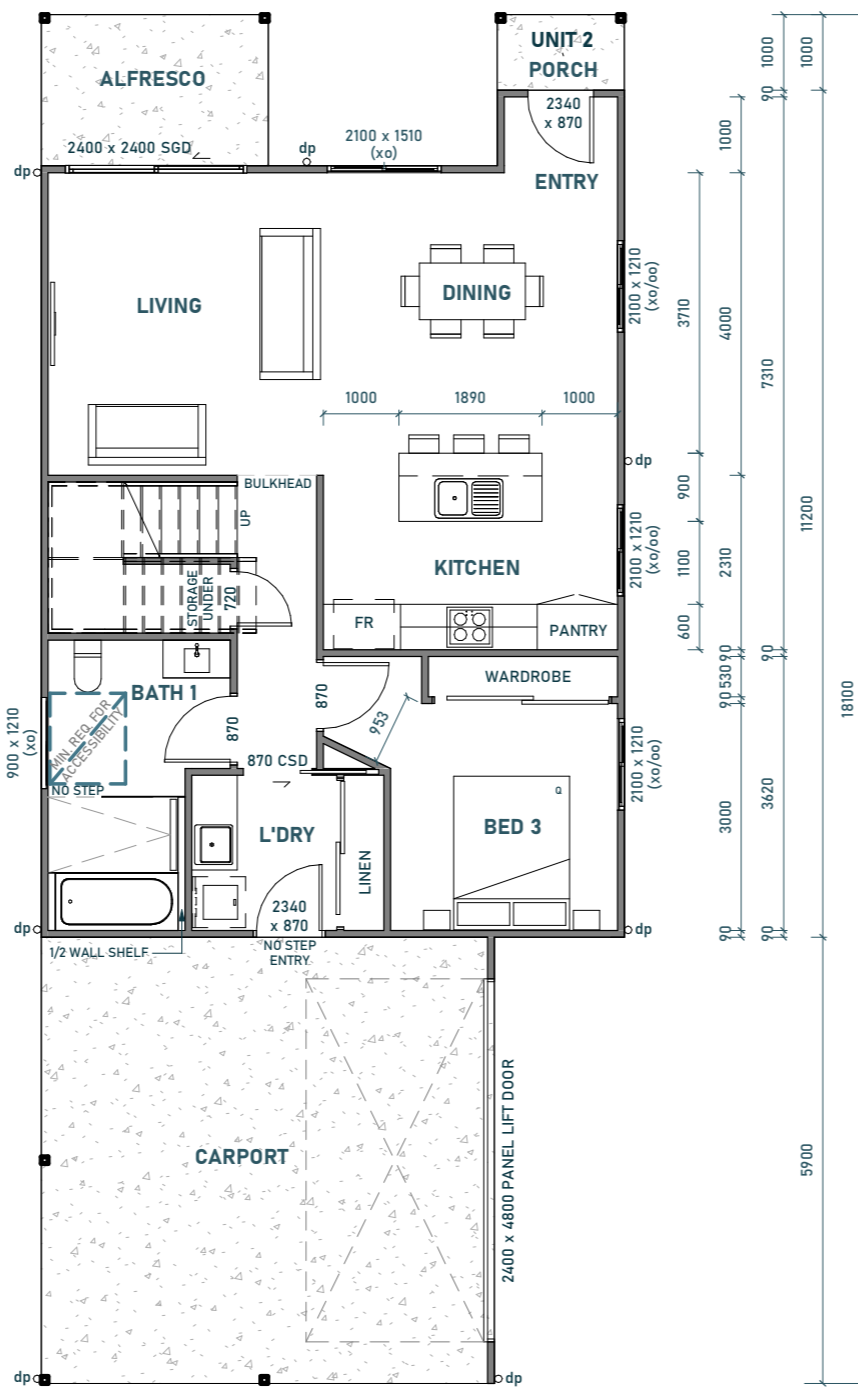 UNIT 2
PORCH
ALFRESCO
2340
x 870
2400 x 2400 SGD
dp
dp
2100 x 1510
(xo)
ENTRY
1000
1000
90
1000
LIVING
DINING
2100 x 1210
(xo/oo)
3710
4000
7310
1000
1890
1000
dp
BULKHEAD
UP
900
11200
KITCHEN
2100 x 1210
(xo/oo)
1100
2310
STORAGE
UNDER
720
FR
PANTRY
600
90
90
WARDROBE
530
90
18100
BATH 1
870
870
953
900 x 1210
(xo)
MIN. REQ. FOR
ACCESSIBILITY
NO STEP
870 CSD
2100 x 1210
(xo/oo)
L'DRY
LINEN
BED 3
Q
3000
3620
2340
x 870
dp
dp
90
90
1/2 WALL SHELF
NO STEP
ENTRY
CARPORT
2400 x 4800 PANEL LIFT DOOR
5900
dp
dp